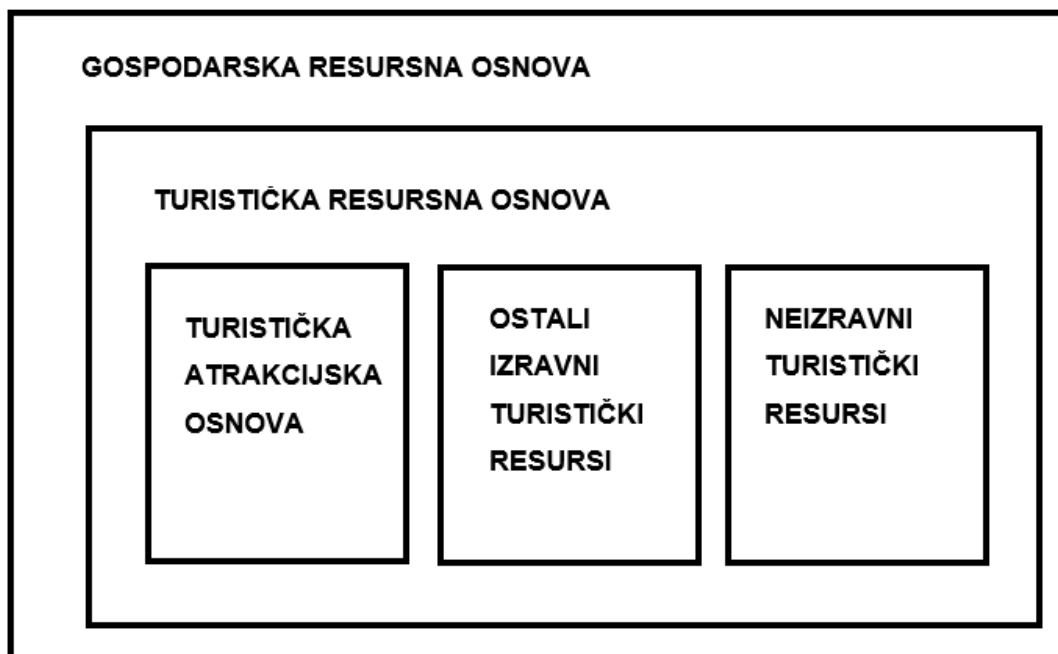 GOSPODARSKA RESURSNA OSNOVA
TURISTIČKA RESURSNA OSNOVA
TURISTIČKA
ATRAKCIJSKA
OSNOVA
OSTALI
IZRAVNI
TURISTIČKI
RESURSI
NEIZRAVNI
TURISTIČKI
RESURSI